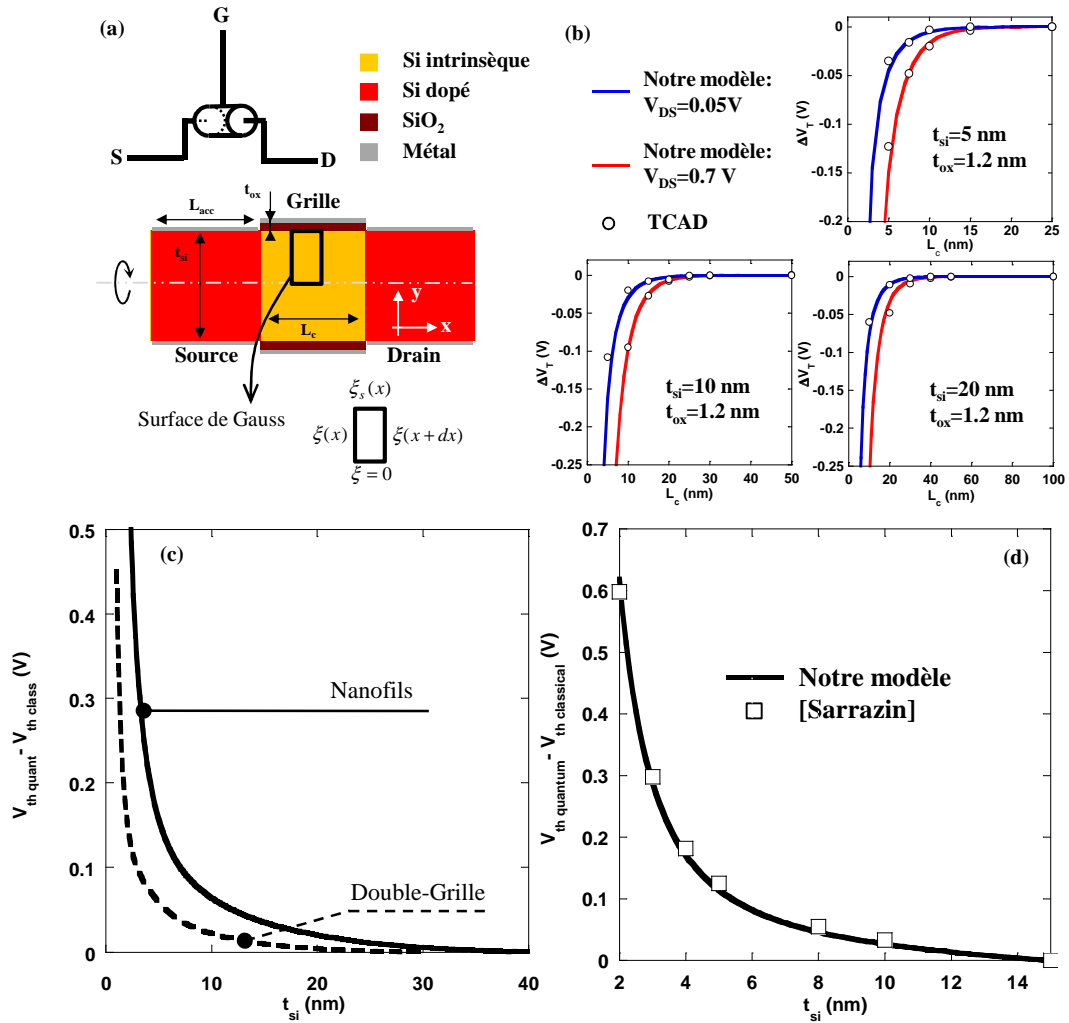 (a)
G
S
D
Si intrinsèque
Si dopé
SiO2
Métal
tox
Grille
Lacc
tsi
y
x
Lc
Source
Drain
Surface de Gauss
ξs(x)
ξ(x)
ξ(x+dx)
ξ=0
(b)
Notre modèle:
VDS=0.05V
Notre modèle:
VDS=0.7 V
TCAD
0
-0.05
-0.1
-0.15
-0.2
ΔVT (V)
tsi=5 nm
tox=1.2 nm
0 5 10 15 20 25
Lc(nm)
0
-0.05
-0.1
-0.15
-0.2
-0.25
ΔVT (V)
tsi=10 nm
tox=1.2 nm
0 10 20 30 40 50
Lc(nm)
0
-0.05
-0.1
-0.15
-0.2
-0.25
ΔVT (V)
tsi=20 nm
tox=1.2 nm
0 20 40 60 80 100
Lc(nm)
(c)
0.5
0.4
0.3
0.2
0.1
0
Vth quant - Vth class (V)
Nanofils
Double-Grille
0 10 20 30 40
tsi (nm)
(d)
0.7
0.6
0.5
0.4
0.3
0.2
0.1
0
Vth quantum - Vth classical (V)
Notre modèle
[Sarrazin]
2 4 6 8 10 12 14
tsi (nm)